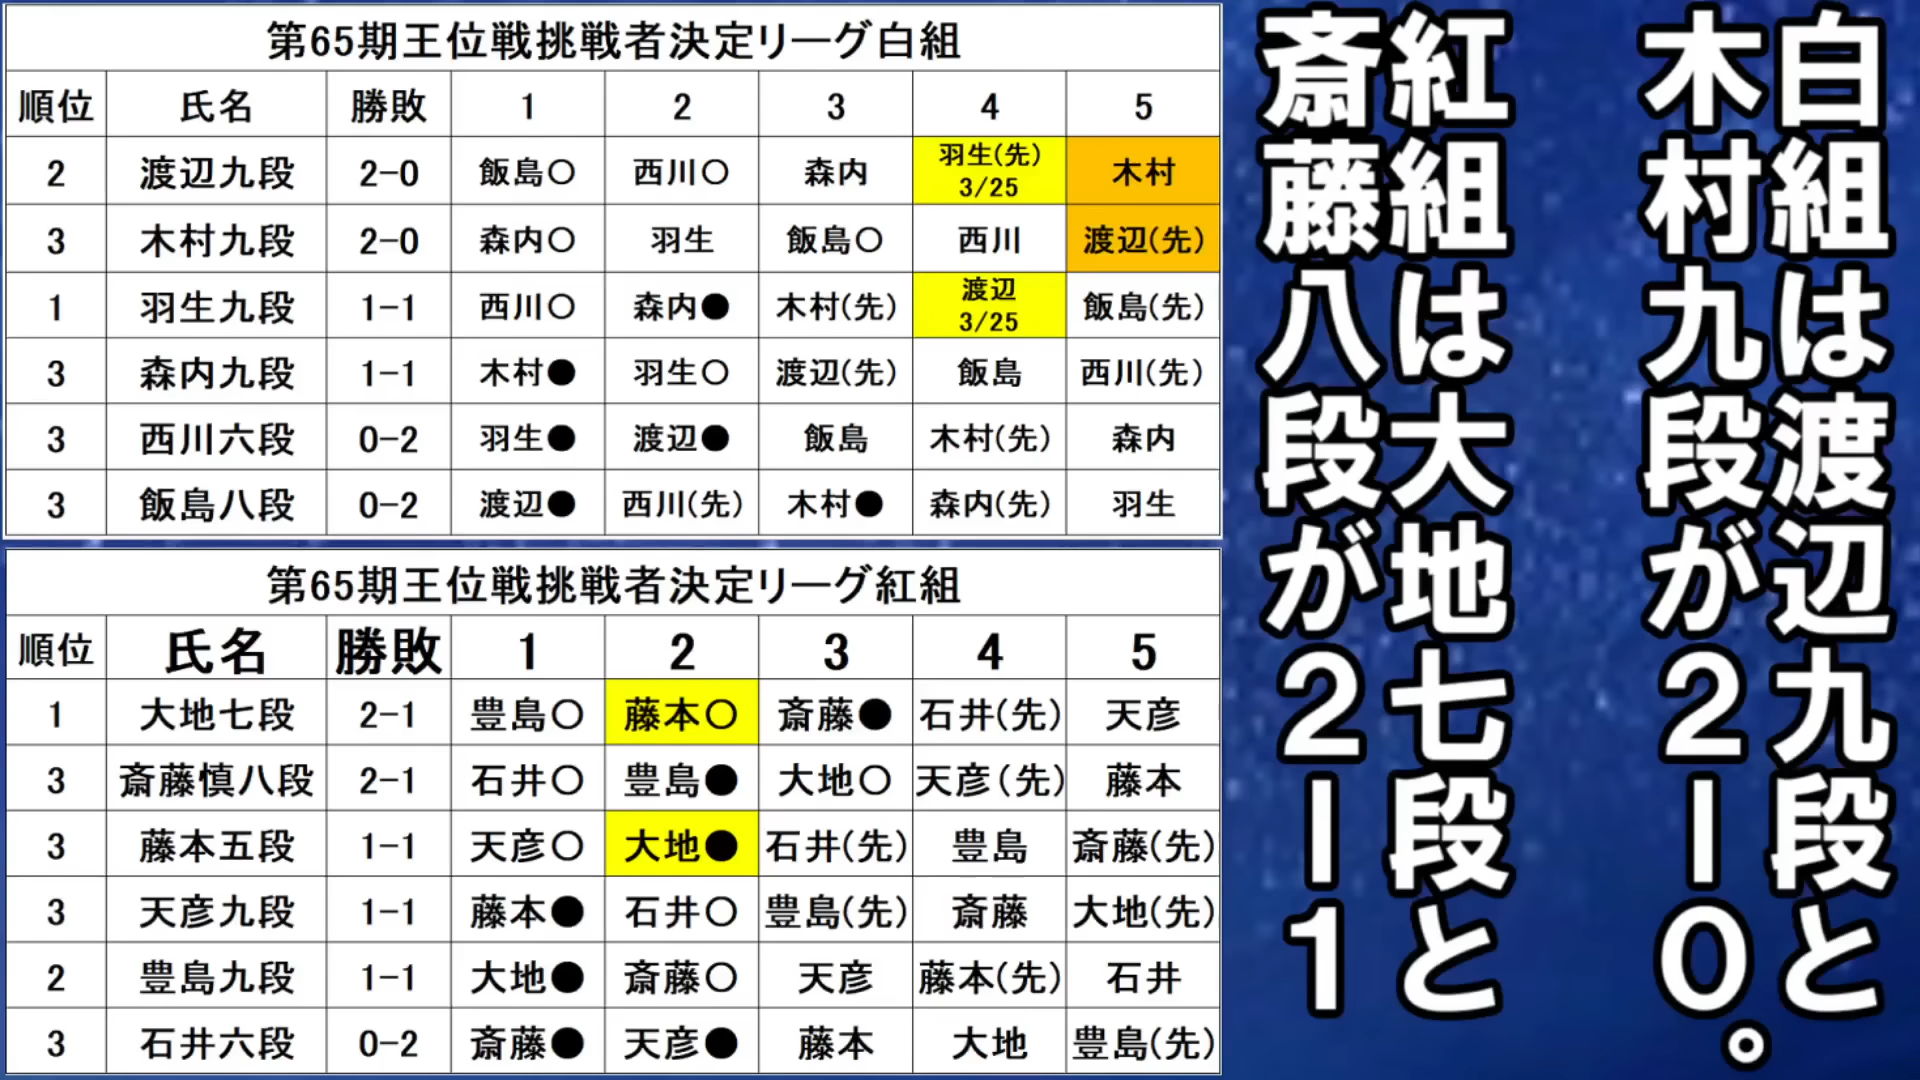 第65期王位戦挑戦者決定リーグ白組
順位 氏名 勝敗 1 2 3 4 5
2 渡辺九段 2-0 飯島○ 西川○ 森内 羽生(先) 3/25 木村
3 木村九段 2-0 森内○ 羽生 飯島○ 西川 渡辺(先)
1 羽生九段 1-1 西川○ 森内● 木村(先) 渡辺 3/25 飯島(先)
3 森内九段 1-1 木村● 羽生○ 渡辺(先) 飯島 西川(先)
3 西川六段 0-2 羽生● 渡辺● 飯島 木村(先) 森内
3 飯島八段 0-2 渡辺● 西川(先) 木村● 森内(先) 羽生
第65期王位戦挑戦者決定リーグ紅組
順位 氏名 勝敗 1 2 3 4 5
1 大地七段 2-1 豊島○ 藤本○ 斎藤● 石井(先) 天彦
3 斎藤慎八段 2-1 石井○ 豊島● 大地○ 天彦(先) 藤本
3 藤本五段 1-1 天彦○ 大地● 石井(先) 豊島 斎藤(先)
3 天彦九段 1-1 藤本● 石井○ 豊島(先) 斎藤 大地(先)
2 豊島九段 1-1 大地● 斎藤○ 天彦 藤本(先) 石井
3 石井六段 0-2 斎藤● 天彦● 藤本 大地 豊島(先)
白組は渡辺九段と
木村九段が2-0。
紅組は大地七段と
斎藤八段が2-1